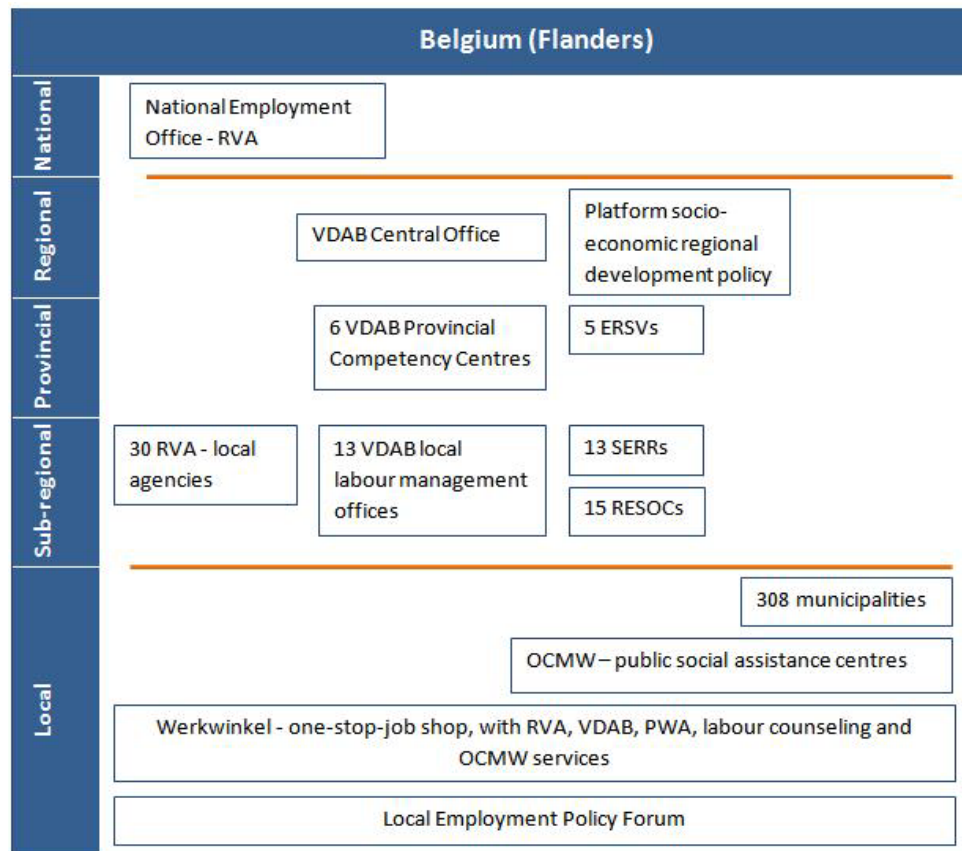 Belgium (Flanders)
National
National Employment
Office - RVA
Regional
VDAB Central Office
Platform socio-
economic regional
development policy
Provincial
6 VDAB Provincial
Competency Centres
5 ERSVs
Sub-regional
30 RVA - local
agencies
13 VDAB local
labour management
offices
13 SERRs
15 RESOCs
Local
308 municipalities
OCMW – public social assistance centres
Werkwinkel - one-stop-job shop, with RVA, VDAB, PWA, labour counseling and
OCMW services
Local Employment Policy Forum